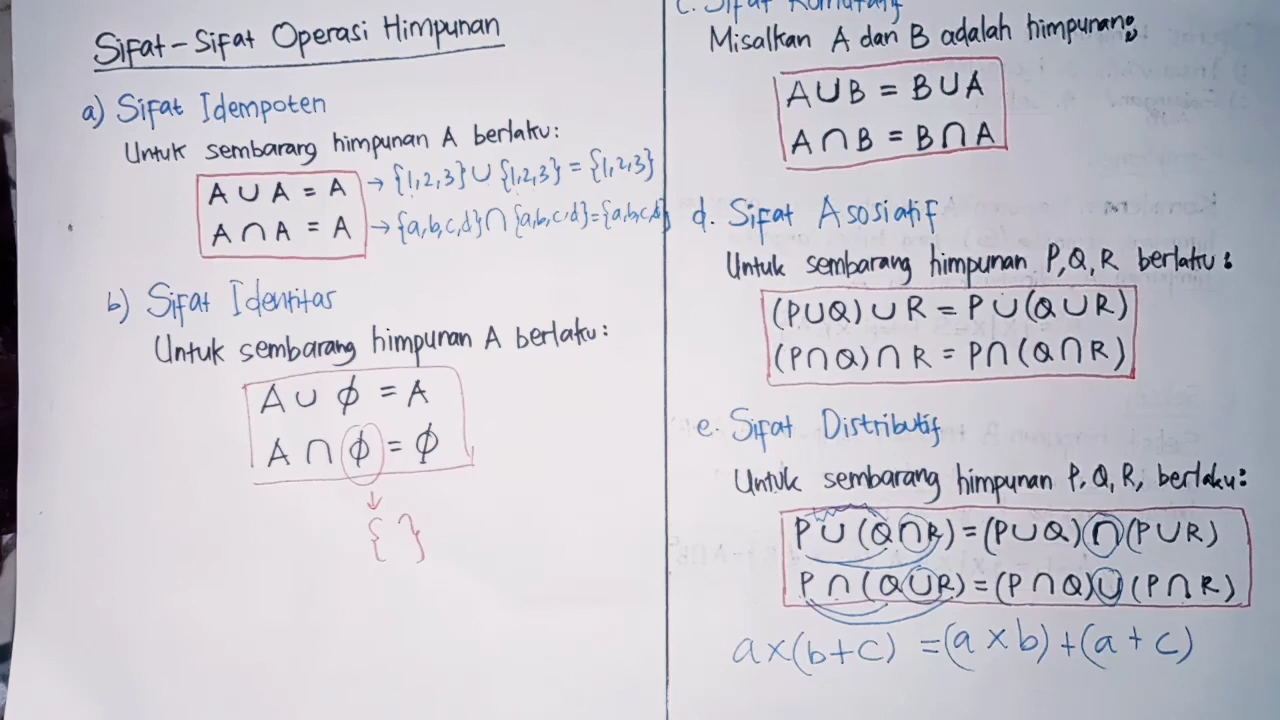 Sifat-Sifat Operasi Himpunan
a) Sifat Idempoten
Untuk sembarang himpunan A berlaku:
A ∪ A = A → {1,2,3} ∪ {1,2,3} = {1,2,3}
A ∩ A = A → {a,b,c,d} ∩ {a,b,c,d} = {a,b,c,d}
b) Sifat Identitas
Untuk sembarang himpunan A berlaku:
A ∪ ϕ = A
A ∩ ϕ = ϕ
↓
{ }
c. Sifat Komutatif
Misalkan A dan B adalah himpunan:
A∪B = B∪A
A∩B = B∩A
d. Sifat Asosiatif
Untuk sembarang himpunan P,Q,R berlaku:
(P∪Q) ∪ R = P ∪ (Q∪R)
(P∩Q) ∩ R = P∩ (Q∩R)
e. Sifat Distributif
Untuk sembarang himpunan P, Q, R, berlaku:
P ∪ (Q∩R) = (P∪Q) ∩ (P∪R)
P ∩ (Q∪R) = (P∩Q) ∪ (P∩R)
a×(b+c) = (a×b)+(a+c)